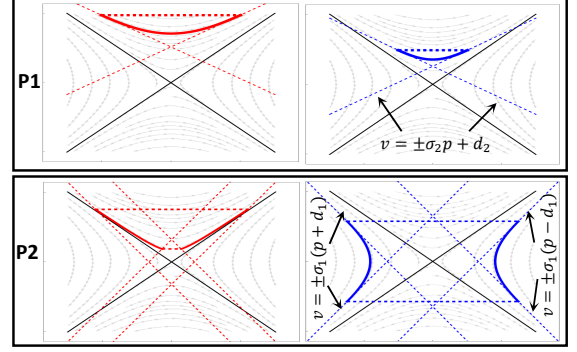 P1
v = ±σ₂p + d₂
P2
v = ±σ₁(p + d₁)
v = ±σ₁(p − d₁)